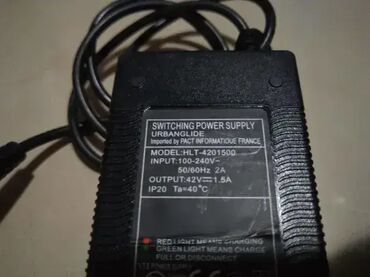 SWITCHING POWER SUPPLY
URBANGLIDE
Imported by PACT INFORMATIQUE FRANCE
MODEL:HLT-4201500
INPUT:100-240V~
50/60Hz 2A
OUTPUT:42V⎓1.5A
IP20 Ta=40°C
RED LIGHT MEANS CHARGING
GREEN LIGHT MEANS CHARGE
FULL OR DISCONNECT